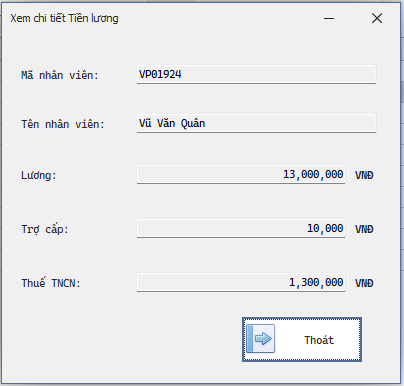 Xem chi tiết Tiền lương
Mã nhân viên: VP01924
Tên nhân viên: Vũ Văn Quân
Lương: 13,000,000 VNĐ
Trợ cấp: 10,000 VNĐ
Thuế TNCN: 1,300,000 VNĐ
Thoát